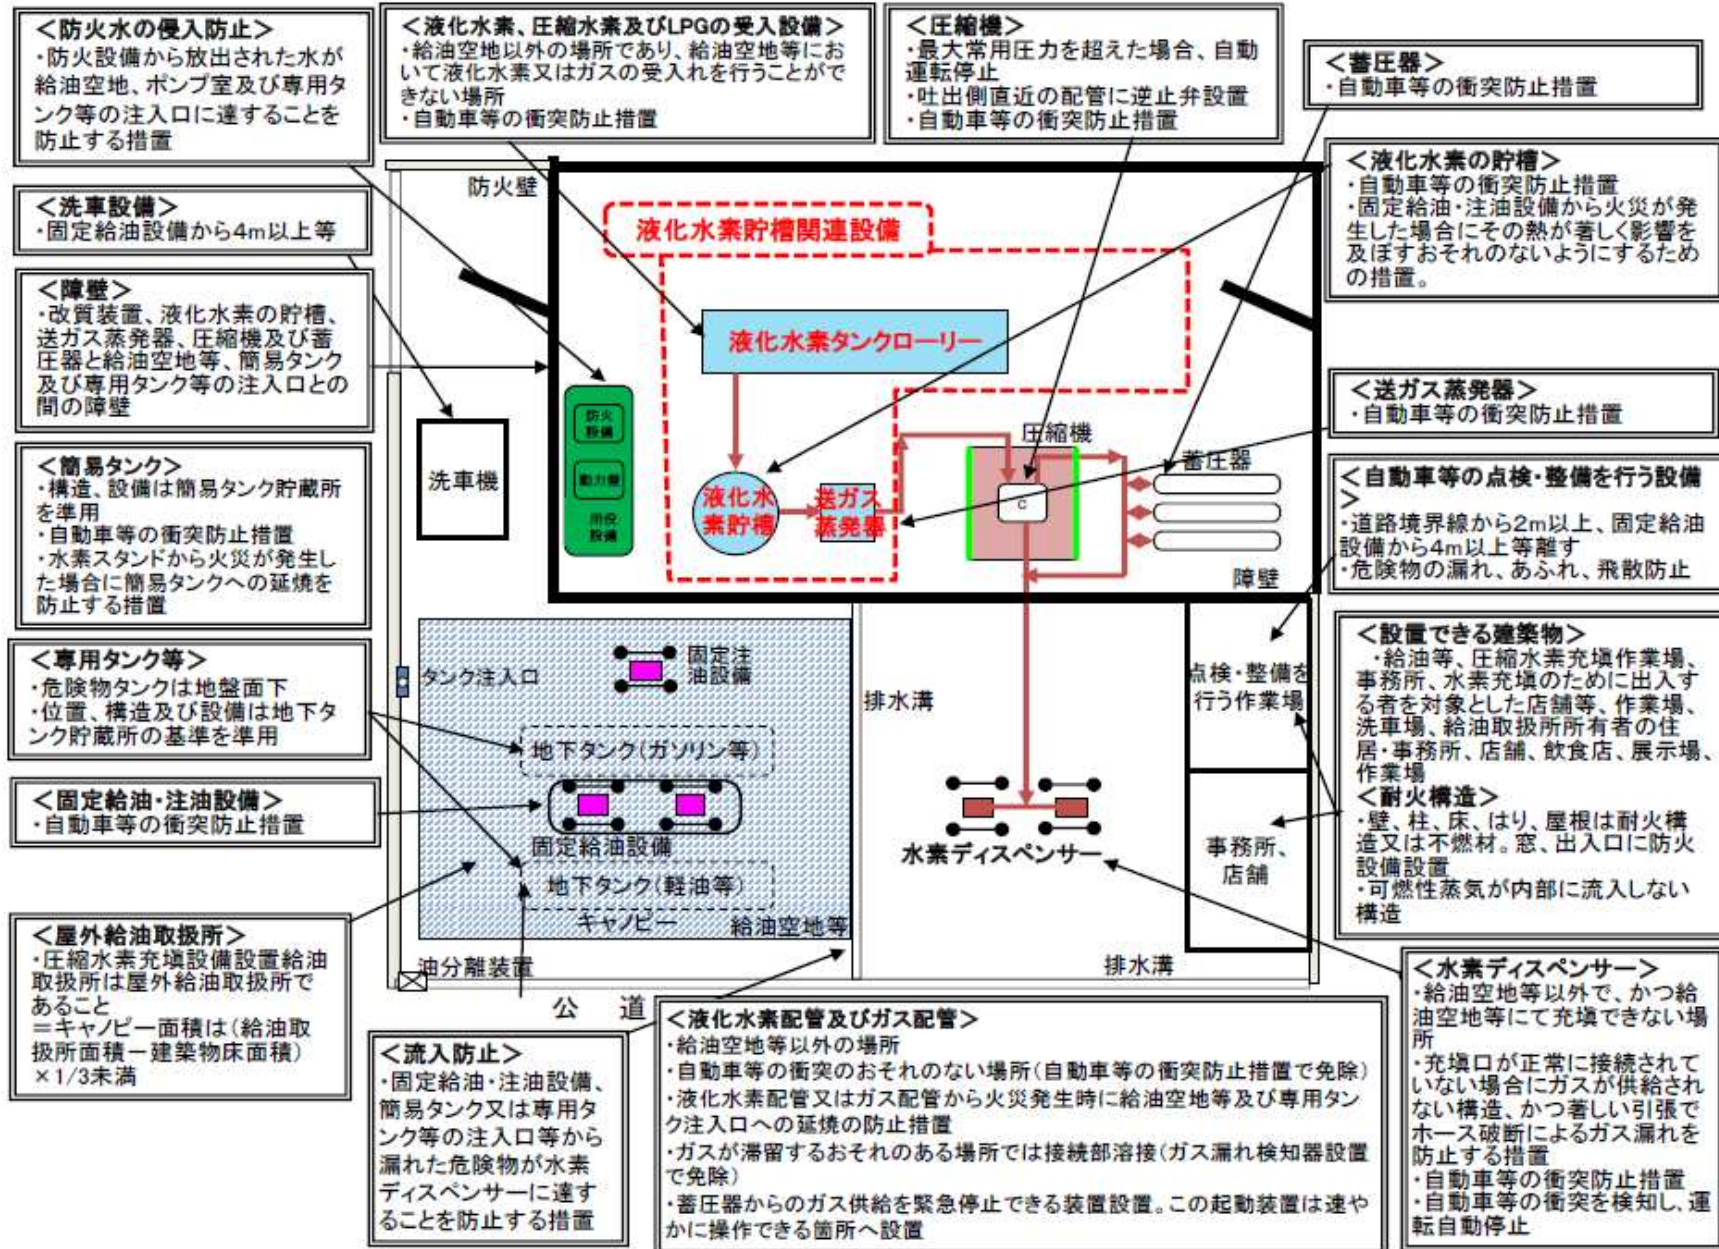 ＜防火水の侵入防止＞
・防火設備から放出された水が
給油空地、ポンプ室及び専用タ
ンク等の注入口に達することを
防止する措置
＜液化水素、圧縮水素及びLPGの受入設備＞
・給油空地以外の場所であり、給油空地等にお
いて液化水素又はガスの受入れを行うことがで
きない場所
・自動車等の衝突防止措置
＜圧縮機＞
・最大常用圧力を超えた場合、自動
運転停止
・吐出側直近の配管に逆止弁設置
・自動車等の衝突防止措置
＜蓄圧器＞
・自動車等の衝突防止措置
＜液化水素の貯槽＞
・自動車等の衝突防止措置
・固定給油・注油設備から火災が発
生した場合にその熱が著しく影響を
及ぼすおそれのないようにするため
の措置。
＜洗車設備＞
・固定給油設備から4m以上等
＜障壁＞
・改質装置、液化水素の貯槽、
送ガス蒸発器、圧縮機及び蓄
圧器と給油空地等、簡易タンク
及び専用タンク等の注入口との
間の障壁
＜簡易タンク＞
・構造、設備は簡易タンク貯蔵所
を準用
・自動車等の衝突防止措置
・水素スタンドから火災が発生し
た場合に簡易タンクへの延焼を
防止する措置
＜専用タンク等＞
・危険物タンクは地盤面下
・位置、構造及び設備は地下タ
ンク貯蔵所の基準を準用
＜固定給油・注油設備＞
・自動車等の衝突防止措置
＜屋外給油取扱所＞
・圧縮水素充塡設備設置給油
取扱所は屋外給油取扱所で
あること
＝キャノピー面積は(給油取
扱所面積－建築物床面積)
×1/3未満
防火壁
液化水素貯槽関連設備
液化水素タンクローリー
防火
設備
動力盤
用役
設備
洗車機
液化水
素貯槽
送ガス
蒸発器
圧縮機
C
蓄圧器
障壁
タンク注入口
固定注
油設備
地下タンク(ガソリン等)
固定給油設備
地下タンク(軽油等)
キャノピー
給油空地等
油分離装置
公　道
排水溝
水素ディスペンサー
点検・整備を
行う作業場
事務所、
店舗
排水溝
＜送ガス蒸発器＞
・自動車等の衝突防止措置
＜自動車等の点検・整備を行う設備
＞
・道路境界線から2m以上、固定給油
設備から4m以上等離す
・危険物の漏れ、あふれ、飛散防止
＜設置できる建築物＞
・給油等、圧縮水素充塡作業場、
事務所、水素充塡のために出入す
る者を対象とした店舗等、作業場、
洗車場、給油取扱所所有者の住
居・事務所、店舗、飲食店、展示場、
作業場
＜耐火構造＞
・壁、柱、床、はり、屋根は耐火構
造又は不燃材。窓、出入口に防火
設備設置
・可燃性蒸気が内部に流入しない
構造
＜流入防止＞
・固定給油・注油設備、
簡易タンク又は専用タ
ンク等の注入口等から
漏れた危険物が水素
ディスペンサーに達す
ることを防止する措置
＜液化水素配管及びガス配管＞
・給油空地等以外の場所
・自動車等の衝突のおそれのない場所(自動車等の衝突防止措置で免除)
・液化水素配管又はガス配管から火災発生時に給油空地等及び専用タン
ク注入口への延焼の防止措置
・ガスが滞留するおそれのある場所では接続部溶接(ガス漏れ検知器設置
で免除)
・蓄圧器からのガス供給を緊急停止できる装置設置。この起動装置は速や
かに操作できる箇所へ設置
＜水素ディスペンサー＞
・給油空地等以外で、かつ給
油空地等にて充塡できない場
所
・充塡口が正常に接続されて
いない場合にガスが供給され
ない構造、かつ著しい引張で
ホース破断によるガス漏れを
防止する措置
・自動車等の衝突防止措置
・自動車等の衝突を検知し、運
転自動停止